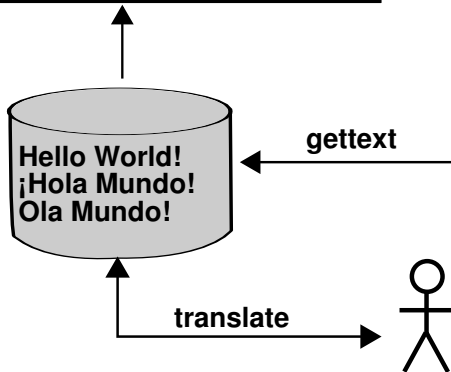 gettext
Hello World!
¡Hola Mundo!
Ola Mundo!
translate